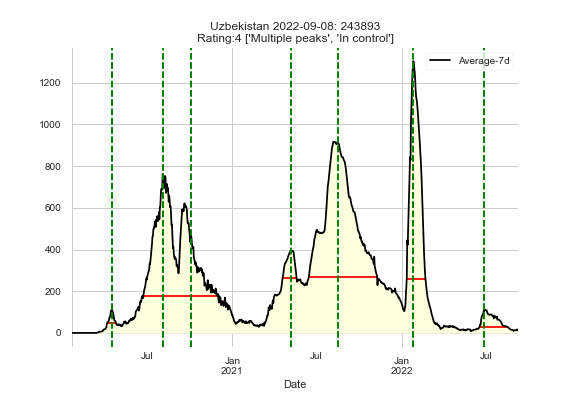 Uzbekistan 2022-09-08: 243893
Rating:4 ['Multiple peaks', 'In control']
Average-7d
1200
1000
800
600
400
200
0
Jul
Jan
2021
Jul
Jan
2022
Jul
Date